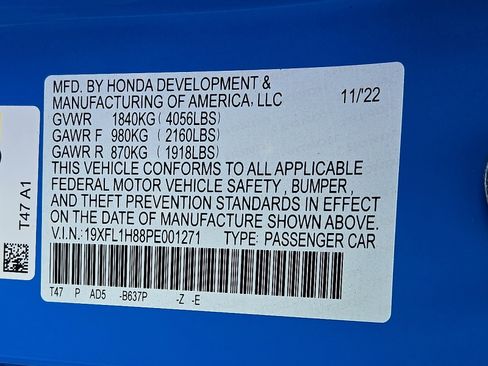 MFD. BY HONDA DEVELOPMENT &
MANUFACTURING OF AMERICA, LLC 11/'22
GVWR 1840KG ( 4056LBS)
GAWR F 980KG ( 2160LBS)
GAWR R 870KG ( 1918LBS)
THIS VEHICLE CONFORMS TO ALL APPLICABLE
FEDERAL MOTOR VEHICLE SAFETY , BUMPER ,
AND THEFT PREVENTION STANDARDS IN EFFECT
ON THE DATE OF MANUFACTURE SHOWN ABOVE.
V.I.N.: 19XFL1H88PE001271 TYPE: PASSENGER CAR
T47 P AD5 -B637P -Z -E
T47 A1